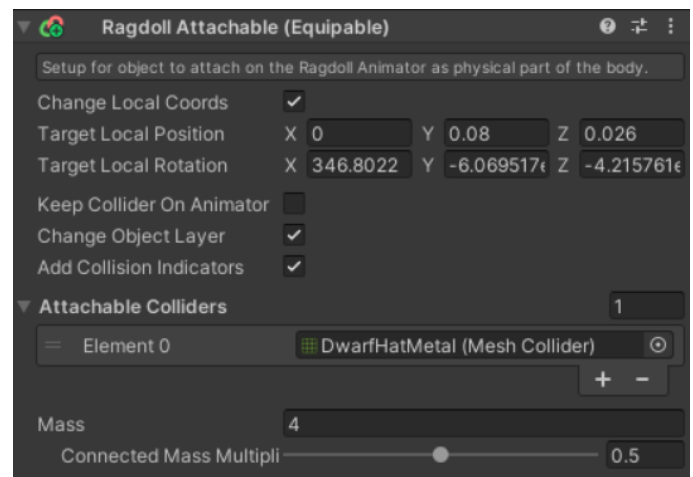 Ragdoll Attachable (Equipable)
Setup for object to attach on the Ragdoll Animator as physical part of the body.
Change Local Coords
Target Local Position X 0 Y 0.08 Z 0.026
Target Local Rotation X 346.8022 Y -6.069517e Z -4.215761e
Keep Collider On Animator
Change Object Layer
Add Collision Indicators
Attachable Colliders 1
Element 0 DwarfHatMetal (Mesh Collider)
Mass 4
Connected Mass Multipli 0.5